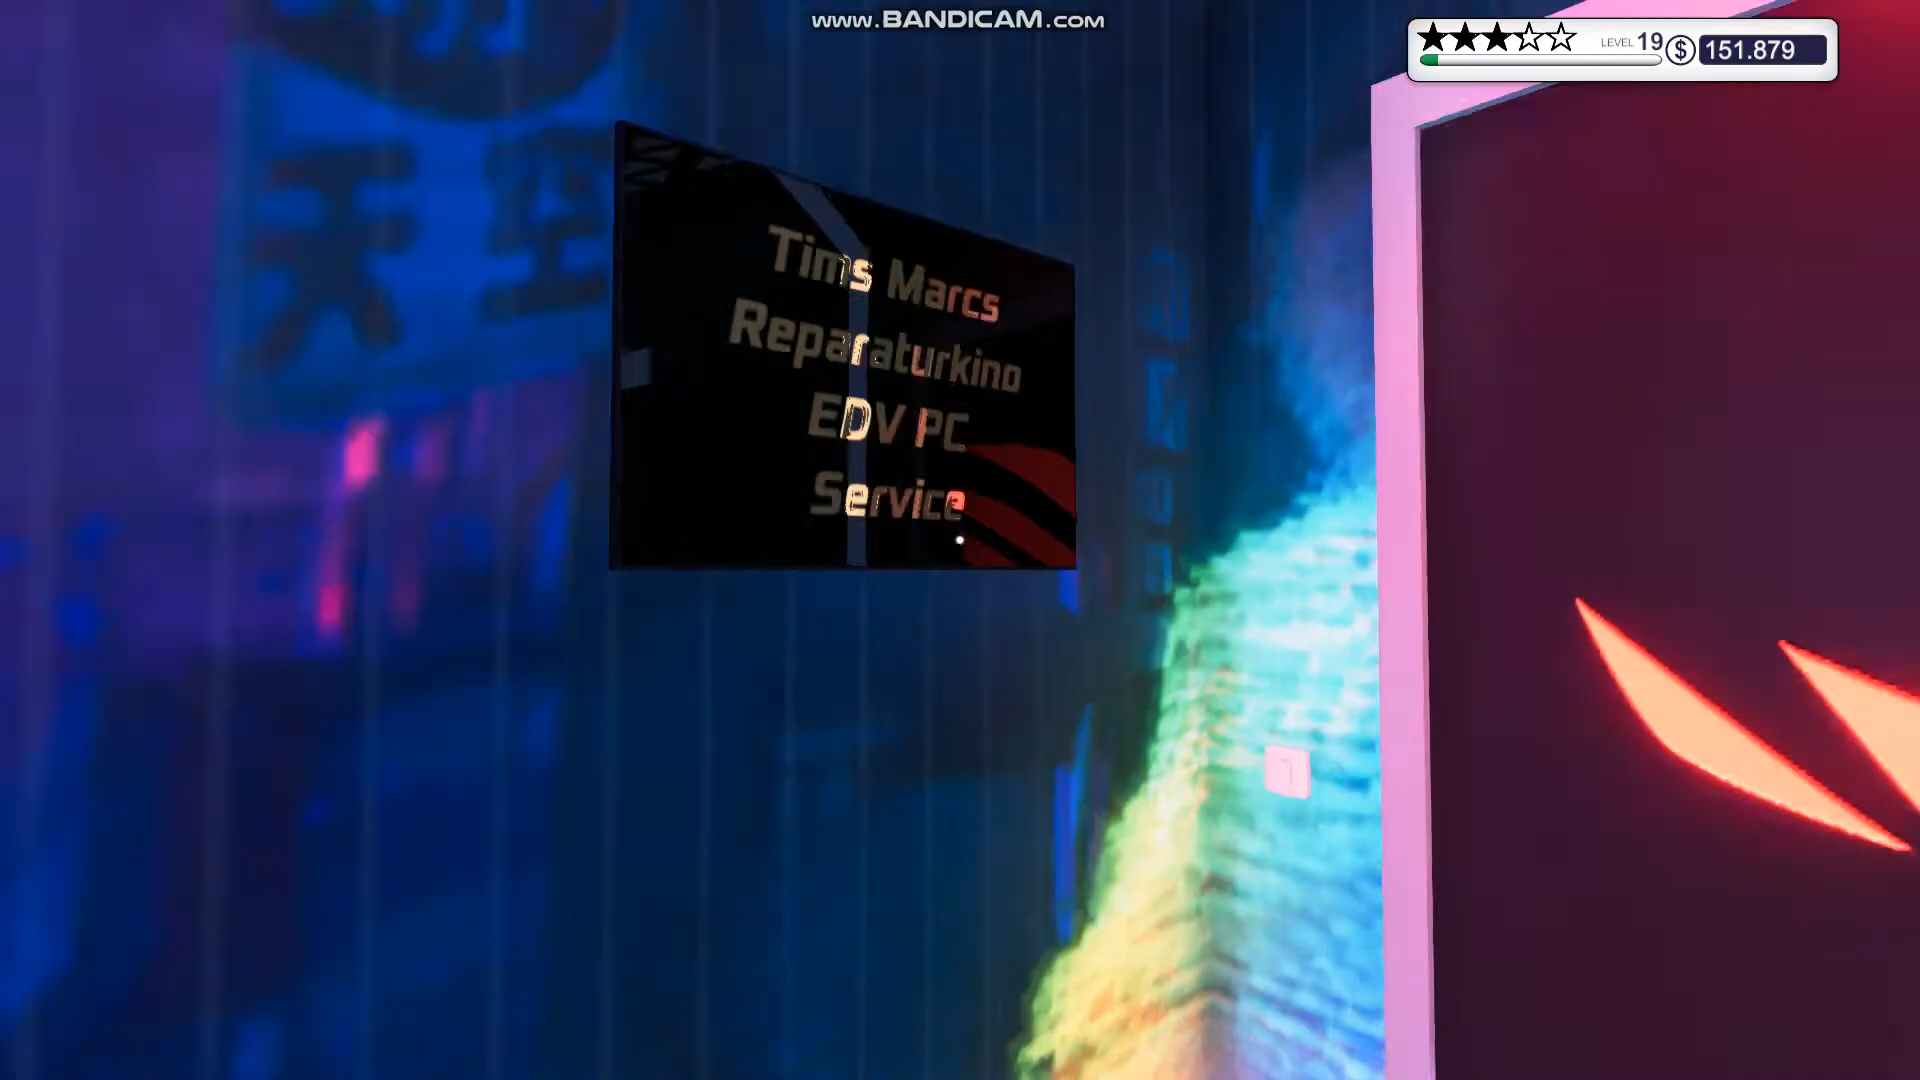 www.BANDICAM.com
LEVEL 19 $ 151.879
Tims Marcs
Reparaturkino
EDV PC
Service